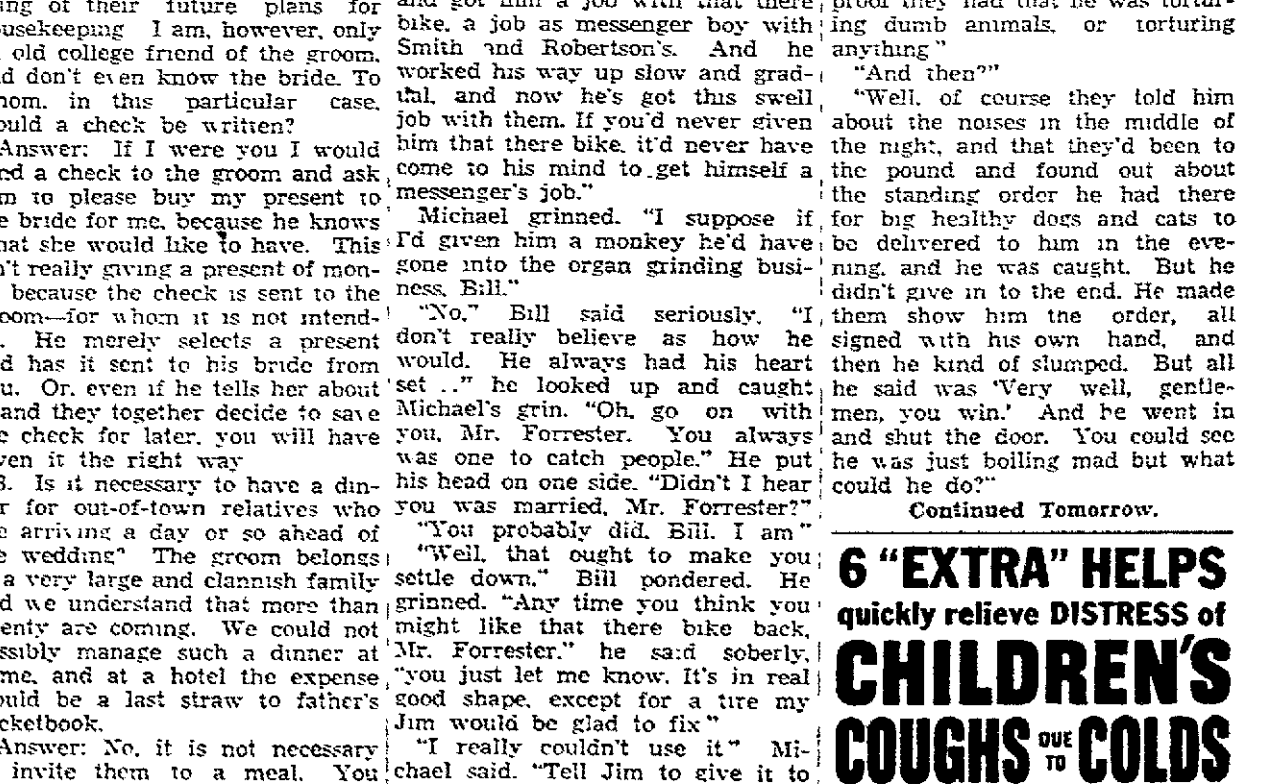 of their future plans for
I am, however, only
old college friend of the groom,
don't even know the bride. To
in this particular case,
a check be written?
Answer: If I were you I would
a check to the groom and ask
to please buy my present to
bride for me, because he knows
she would like to have. This
really giving a present of mon-
because the check is sent to the
for whom it is not intend-
He merely selects a present
has it sent to his bride from
Or, even if he tells her about
and they together decide to save
check for later, you will have
it the right way
Is it necessary to have a din-
for out-of-town relatives who
arriving a day or so ahead of
wedding? The groom belongs
a very large and clannish family
we understand that more than
are coming. We could not
manage such a dinner at
and at a hotel the expense
be a last straw to father's
Answer: No, it is not necessary
invite them to a meal. You
and got him a job with that there
bike, a job as messenger boy with
Smith and Robertson's. And he
worked his way up slow and grad-
ual, and now he's got this swell
job with them. If you'd never given
him that there bike, it'd never have
come to his mind to get himself a
messenger's job."
Michael grinned. "I suppose if
I'd given him a monkey he'd have
gone into the organ grinding busi-
ness, Bill."
"No," Bill said seriously, "I
don't really believe as how he
would. He always had his heart
set .." he looked up and caught
Michael's grin. "Oh, go on with
you, Mr. Forrester. You always
was one to catch people." He put
his head on one side. "Didn't I hear
you was married, Mr. Forrester?"
"You probably did, Bill. I am"
"Well, that ought to make you
settle down," Bill pondered. He
grinned. "Any time you think you
might like that there bike back,
Mr. Forrester." he said soberly,
"you just let me know. It's in real
good shape, except for a tire my
Jim would be glad to fix"
"I really couldn't use it" Mi-
chael said. "Tell Jim to give it to
proof they had that he was tortur-
ing dumb animals, or torturing
anything"
"And then?"
"Well, of course they told him
about the noises in the middle of
the night, and that they'd been to
the pound and found out about
the standing order he had there
for big healthy dogs and cats to
be delivered to him in the eve-
ning, and he was caught. But he
didn't give in to the end. He made
them show him the order, all
signed with his own hand, and
then he kind of slumped. But all
he said was 'Very well, gentle-
men, you win.' And he went in
and shut the door. You could see
he was just boiling mad but what
could he do?"
Continued Tomorrow.
6 "EXTRA" HELPS
quickly relieve DISTRESS of
CHILDREN'S
COUGHS DUE TO COLDS